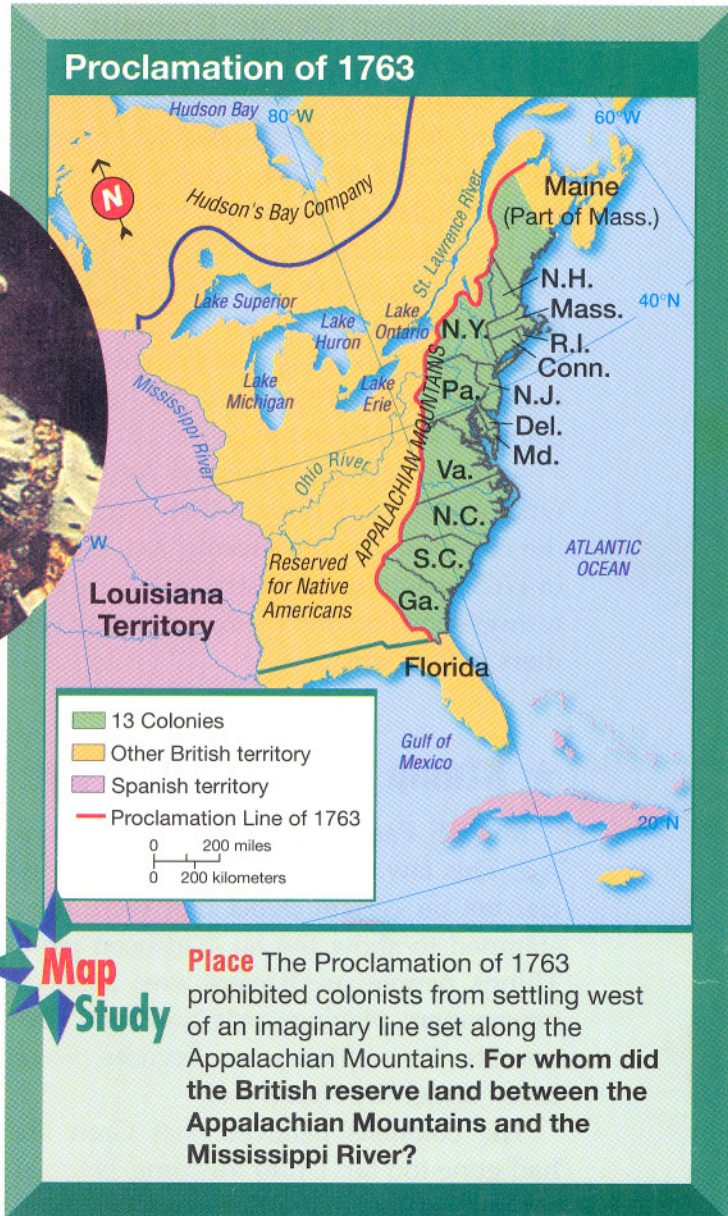 Proclamation of 1763
Hudson Bay
80°W
60°W
N
Hudson's Bay Company
St. Lawrence River
Maine
(Part of Mass.)
Lake Superior
Lake
Huron
Lake
Ontario
N.Y.
N.H.
Mass.
40°N
R.I.
Conn.
Lake
Michigan
Lake
Erie
Pa.
N.J.
Del.
Md.
Mississippi River
Ohio River
APPALACHIAN MOUNTAINS
Va.
N.C.
S.C.
Ga.
°W
Reserved
for Native
Americans
ATLANTIC
OCEAN
Louisiana
Territory
Florida
Gulf of
Mexico
20°N
13 Colonies
Other British territory
Spanish territory
Proclamation Line of 1763
0 200 miles
0 200 kilometers
Map
Study
Place The Proclamation of 1763
prohibited colonists from settling west
of an imaginary line set along the
Appalachian Mountains. For whom did
the British reserve land between the
Appalachian Mountains and the
Mississippi River?